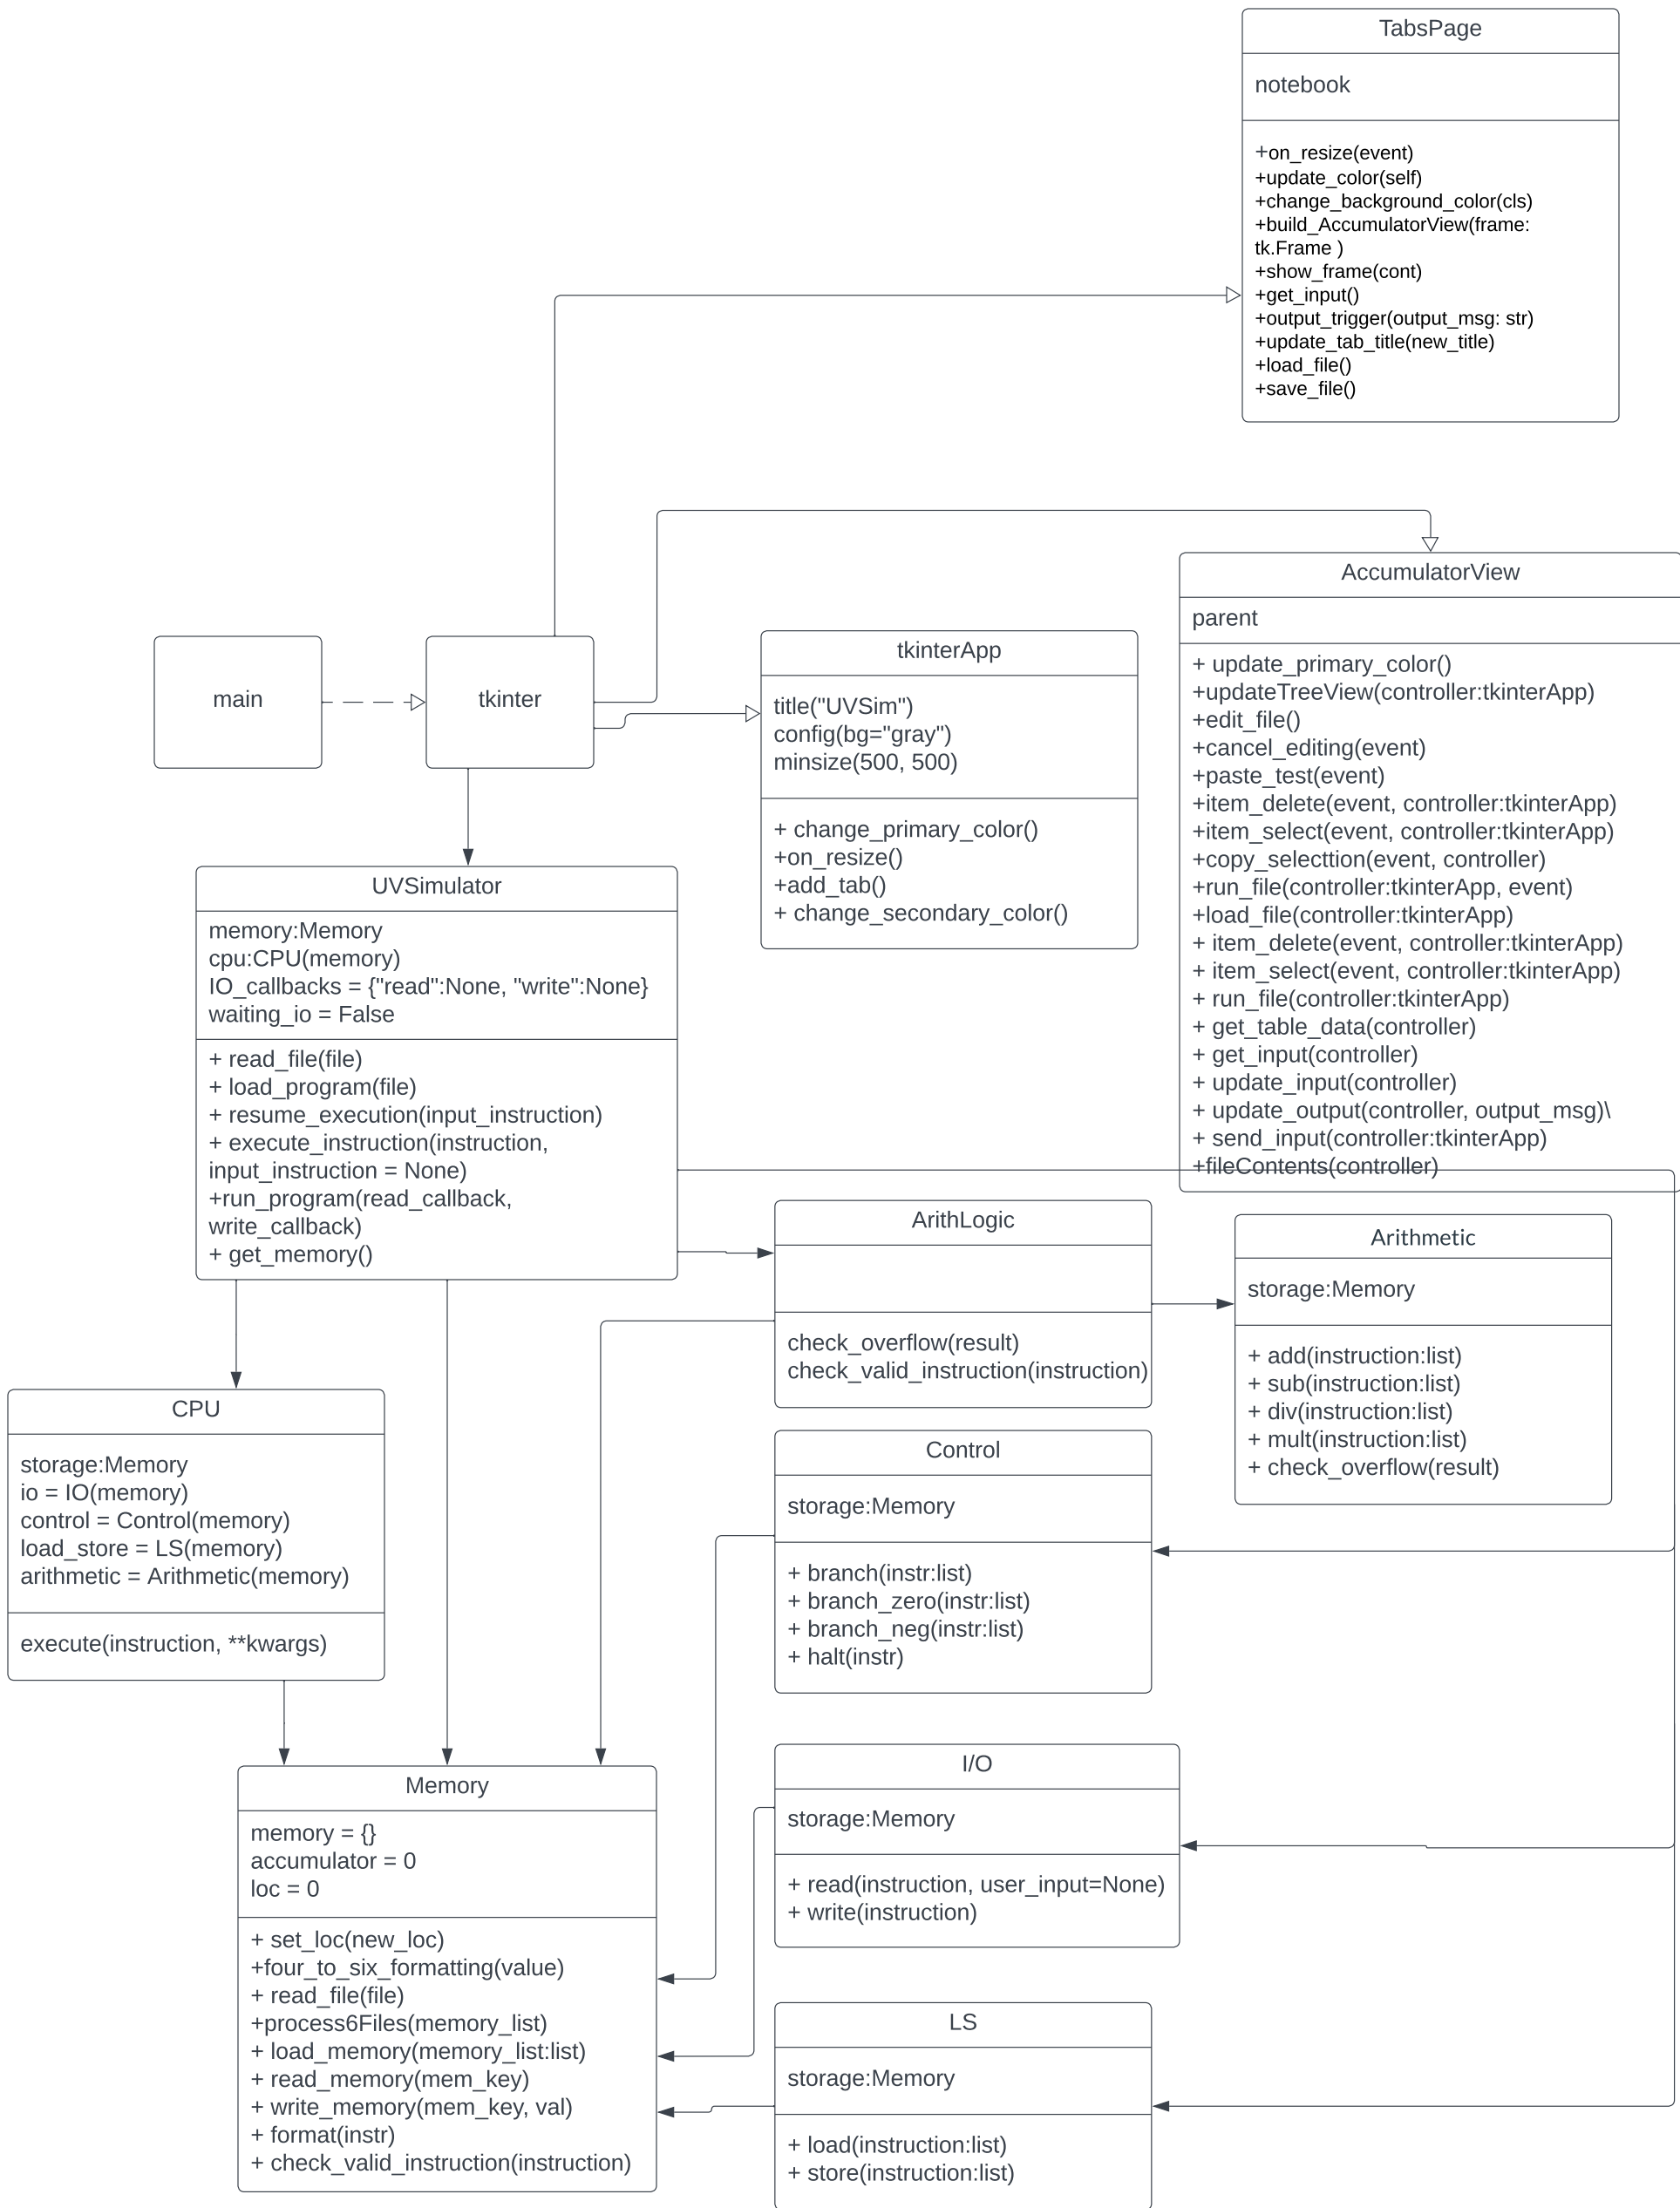 TabsPage
notebook
+on_resize(event)
+update_color(self)
+change_background_color(cls)
+build_AccumulatorView(frame:
tk.Frame )
+show_frame(cont)
+get_input()
+output_trigger(output_msg: str)
+update_tab_title(new_title)
+load_file()
+save_file()
main
tkinter
tkinterApp
title("UVSim")
config(bg="gray")
minsize(500, 500)
+ change_primary_color()
+on_resize()
+add_tab()
+ change_secondary_color()
AccumulatorView
parent
+ update_primary_color()
+updateTreeView(controller:tkinterApp)
+edit_file()
+cancel_editing(event)
+paste_test(event)
+item_delete(event, controller:tkinterApp)
+item_select(event, controller:tkinterApp)
+copy_selecttion(event, controller)
+run_file(controller:tkinterApp, event)
+load_file(controller:tkinterApp)
+ item_delete(event, controller:tkinterApp)
+ item_select(event, controller:tkinterApp)
+ run_file(controller:tkinterApp)
+ get_table_data(controller)
+ get_input(controller)
+ update_input(controller)
+ update_output(controller, output_msg)\
+ send_input(controller:tkinterApp)
+fileContents(controller)
UVSimulator
memory:Memory
cpu:CPU(memory)
IO_callbacks = {"read":None, "write":None}
waiting_io = False
+ read_file(file)
+ load_program(file)
+ resume_execution(input_instruction)
+ execute_instruction(instruction,
input_instruction = None)
+run_program(read_callback,
write_callback)
+ get_memory()
ArithLogic
check_overflow(result)
check_valid_instruction(instruction)
Arithmetic
storage:Memory
+ add(instruction:list)
+ sub(instruction:list)
+ div(instruction:list)
+ mult(instruction:list)
+ check_overflow(result)
CPU
storage:Memory
io = IO(memory)
control = Control(memory)
load_store = LS(memory)
arithmetic = Arithmetic(memory)
execute(instruction, **kwargs)
Control
storage:Memory
+ branch(instr:list)
+ branch_zero(instr:list)
+ branch_neg(instr:list)
+ halt(instr)
I/O
storage:Memory
+ read(instruction, user_input=None)
+ write(instruction)
Memory
memory = {}
accumulator = 0
loc = 0
+ set_loc(new_loc)
+four_to_six_formatting(value)
+ read_file(file)
+process6Files(memory_list)
+ load_memory(memory_list:list)
+ read_memory(mem_key)
+ write_memory(mem_key, val)
+ format(instr)
+ check_valid_instruction(instruction)
LS
storage:Memory
+ load(instruction:list)
+ store(instruction:list)